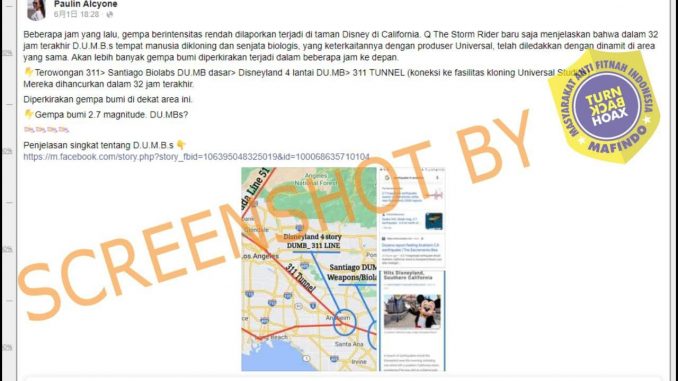 Paulin Alcyone
6月1日 18:28
Beberapa jam yang lalu, gempa berintensitas rendah dilaporkan terjadi di taman Disney di California. Q The Storm Rider baru saja menjelaskan bahwa dalam 32
jam terakhir D.U.M.B.s tempat manusia dikloning dan senjata biologis, yang keterkaitannya dengan produser Universal, telah diledakkan dengan dinamit di area
yang sama. Akan lebih banyak gempa bumi diperkirakan terjadi dalam beberapa jam ke depan.
👇Terowongan 311> Santiago Biolabs DU.MB dasar> Disneyland 4 lantai DU.MB> 311 TUNNEL (koneksi ke fasilitas kloning Universal
Mereka dihancurkan dalam 32 jam terakhir.
Diperkirakan gempa bumi di dekat area ini.
👇Gempa bumi 2.7 magnitude. DU.MBs?
Penjelasan singkat tentang D.U.M.B.s 👇
https://m.facebook.com/story.php?story_fbid=106395048325019&id=100068635710104
MASYARAKAT ANTI FITNAH INDONESIA
TURN
BACK
HOAX
MAFINDO
SCREENSHOT BY
Angeles
National Forest
Line 51
Glendale
Disneyland 4 story
DUMB_311 LINE
Los Angeles
311 Tunnel
Santiago DUM
Weapons/Biol
Anaheim
Long Beach
Santa Ana
Hits Disneyland,
Southern California